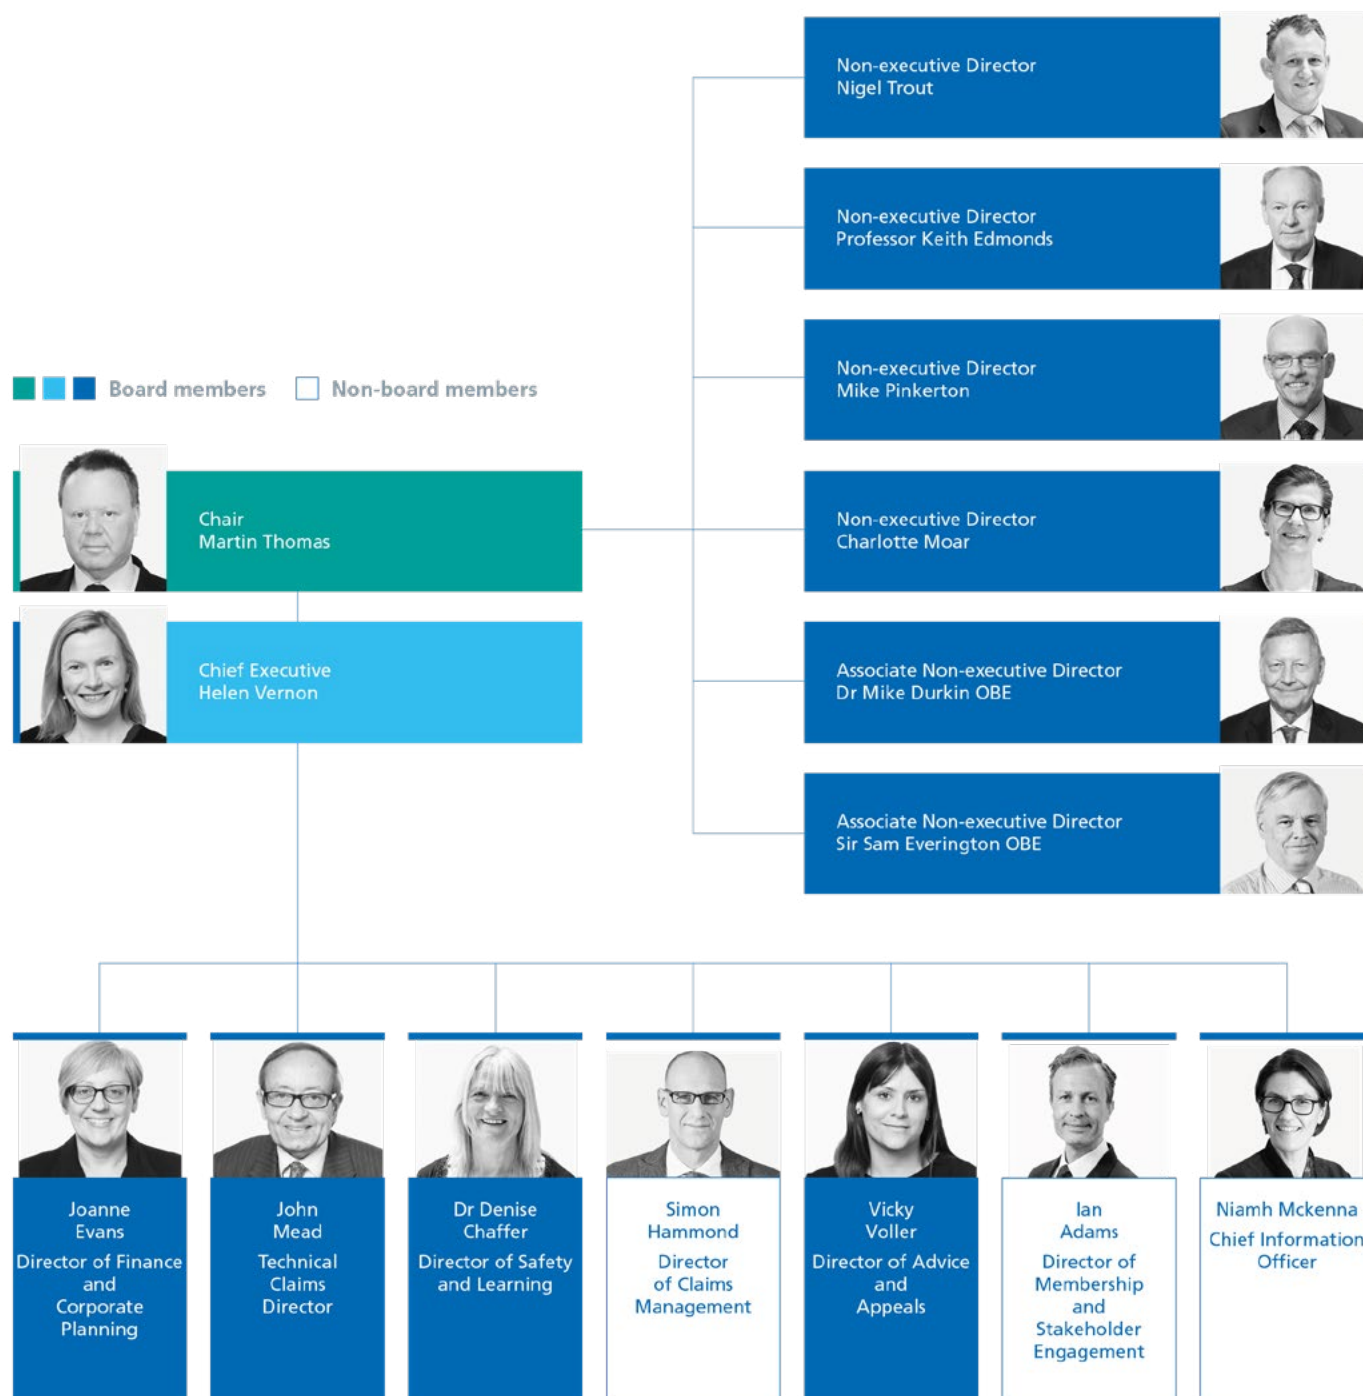 Non-executive Director
Nigel Trout
Non-executive Director
Professor Keith Edmonds
Non-executive Director
Mike Pinkerton
Board members
Non-board members
Chair
Martin Thomas
Non-executive Director
Charlotte Moar
Chief Executive
Helen Vernon
Associate Non-executive Director
Dr Mike Durkin OBE
Associate Non-executive Director
Sir Sam Everington OBE
Joanne
Evans
Director of Finance
and
Corporate
Planning
John
Mead
Technical
Claims
Director
Dr Denise
Chaffer
Director of Safety
and Learning
Simon
Hammond
Director
of Claims
Management
Vicky
Voller
Director of Advice
and
Appeals
Ian
Adams
Director of
Membership
and
Stakeholder
Engagement
Niamh Mckenna
Chief Information
Officer